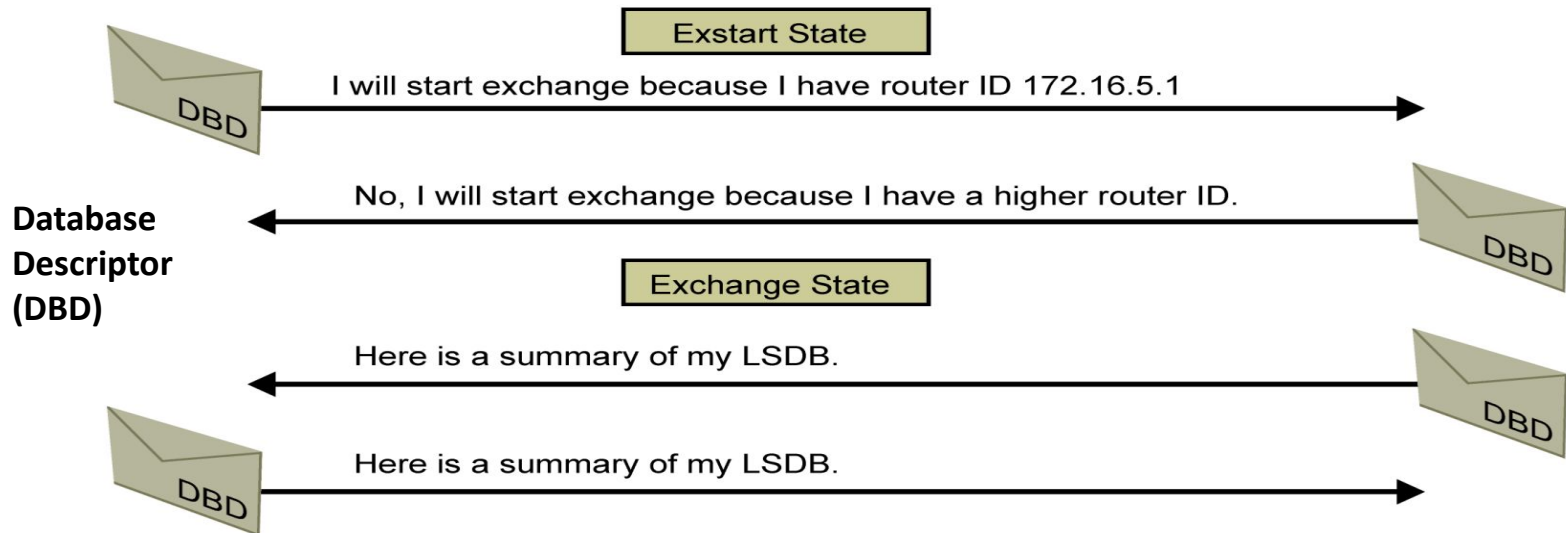 Exstart State
I will start exchange because I have router ID 172.16.5.1
DBD
No, I will start exchange because I have a higher router ID.
DBD
Database
Descriptor
(DBD)
Exchange State
Here is a summary of my LSDB.
DBD
Here is a summary of my LSDB.
DBD